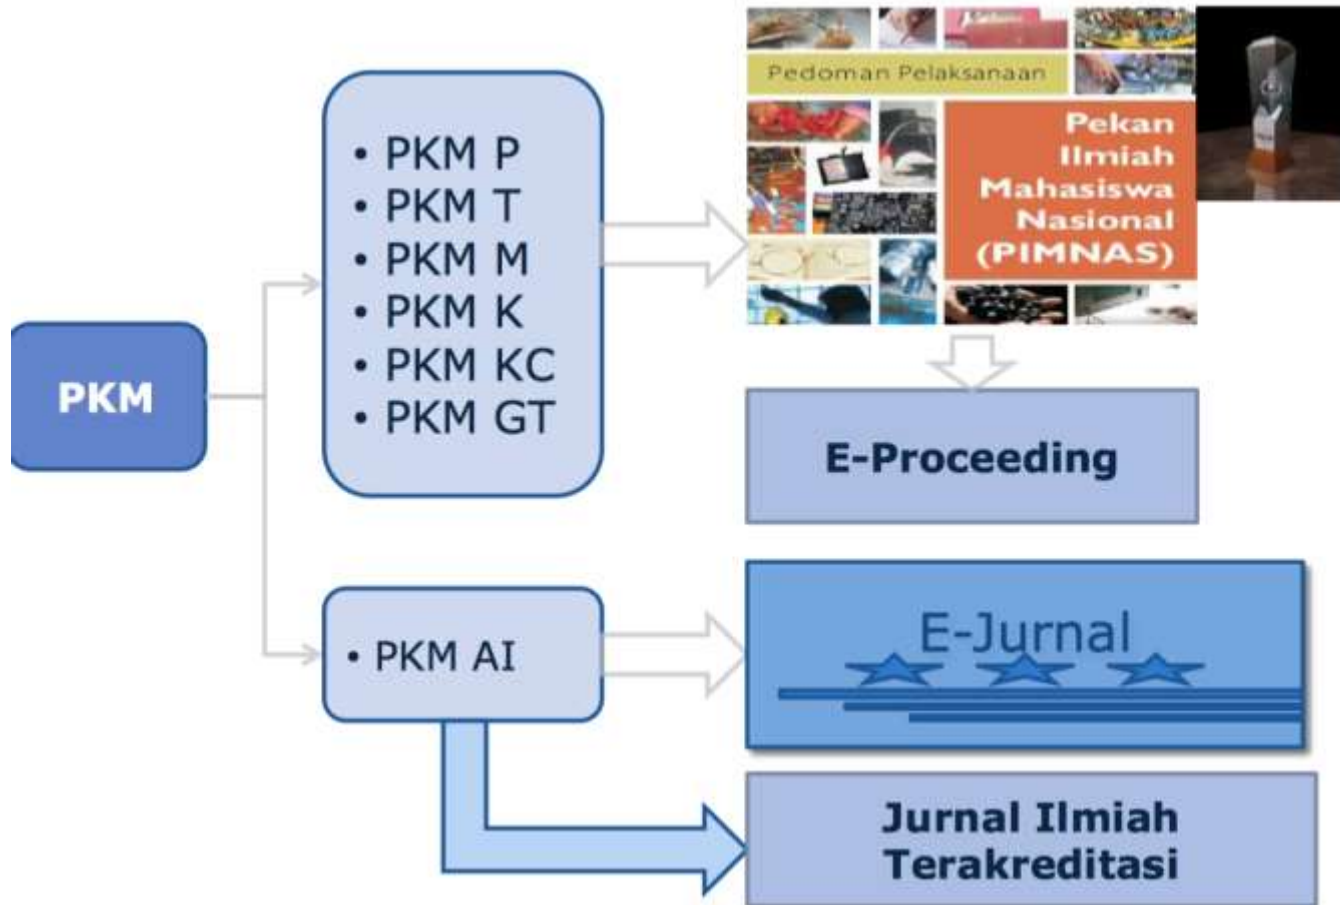 PKM
• PKM P
• PKM T
• PKM M
• PKM K
• PKM KC
• PKM GT
Pedoman Pelaksanaan
Pekan
Ilmiah
Mahasiswa
Nasional
(PIMNAS)
E-Proceeding
• PKM AI
E-Jurnal
Jurnal Ilmiah
Terakreditasi